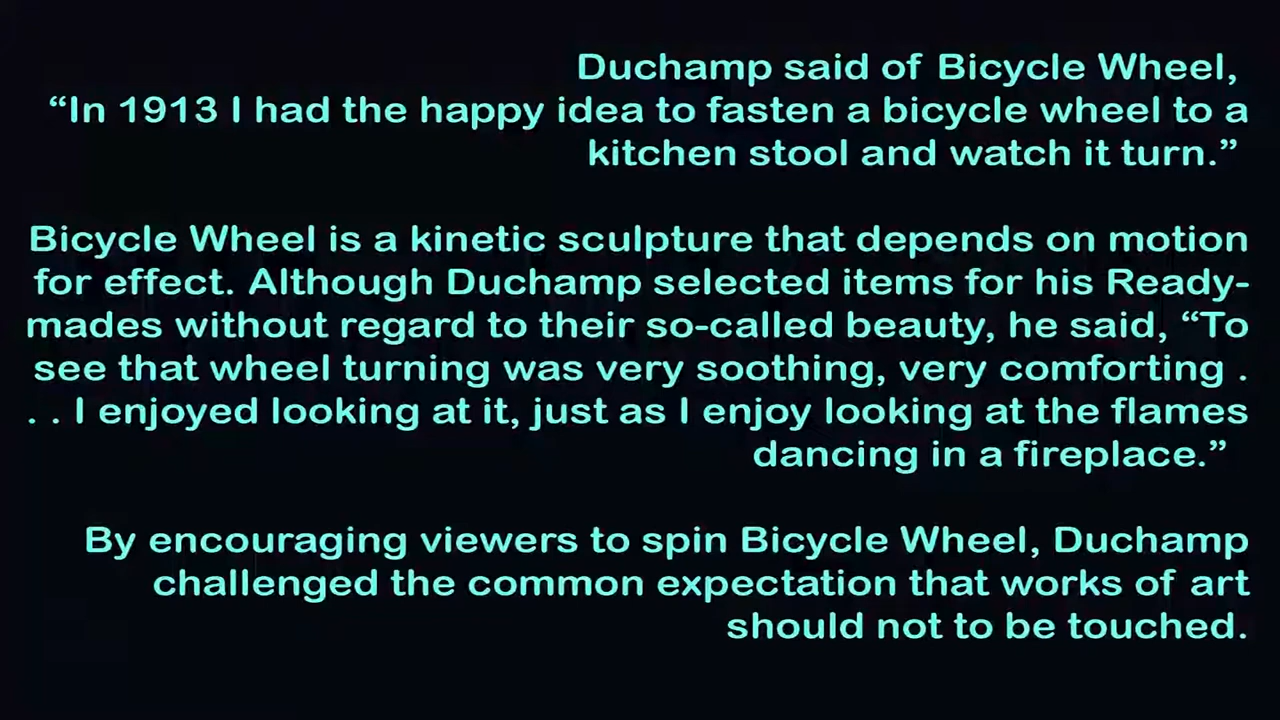 Duchamp said of Bicycle Wheel,
“In 1913 I had the happy idea to fasten a bicycle wheel to a
kitchen stool and watch it turn.”
Bicycle Wheel is a kinetic sculpture that depends on motion
for effect. Although Duchamp selected items for his Ready-
mades without regard to their so-called beauty, he said, “To
see that wheel turning was very soothing, very comforting .
. . I enjoyed looking at it, just as I enjoy looking at the flames
dancing in a fireplace.”
By encouraging viewers to spin Bicycle Wheel, Duchamp
challenged the common expectation that works of art
should not to be touched.